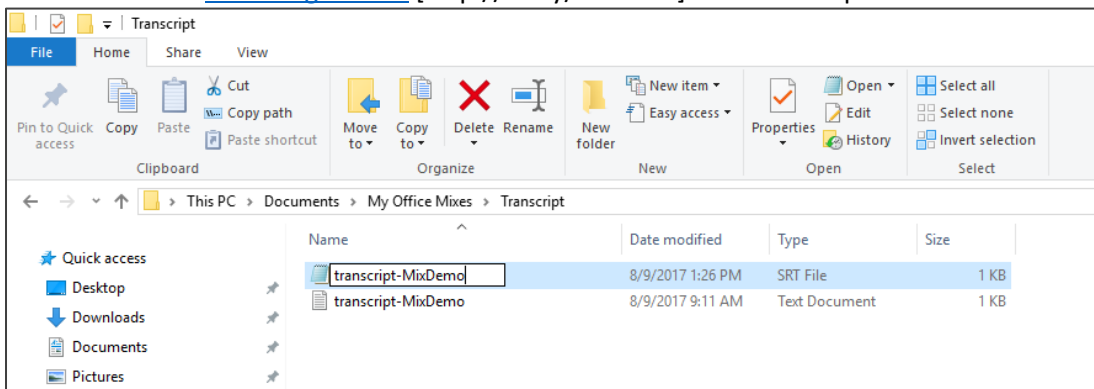 Transcript
File Home Share View
Pin to Quick access
Copy
Paste
Cut
Copy path
Paste shortcut
Clipboard
Move to
Copy to
Delete
Rename
Organize
New folder
New item
Easy access
New
Properties
Open
Edit
History
Open
Select all
Select none
Invert selection
Select
This PC > Documents > My Office Mixes > Transcript
Name Date modified Type Size
Quick access
Desktop
Downloads
Documents
Pictures
transcript-MixDemo 8/9/2017 1:26 PM SRT File 1 KB
transcript-MixDemo 8/9/2017 9:11 AM Text Document 1 KB